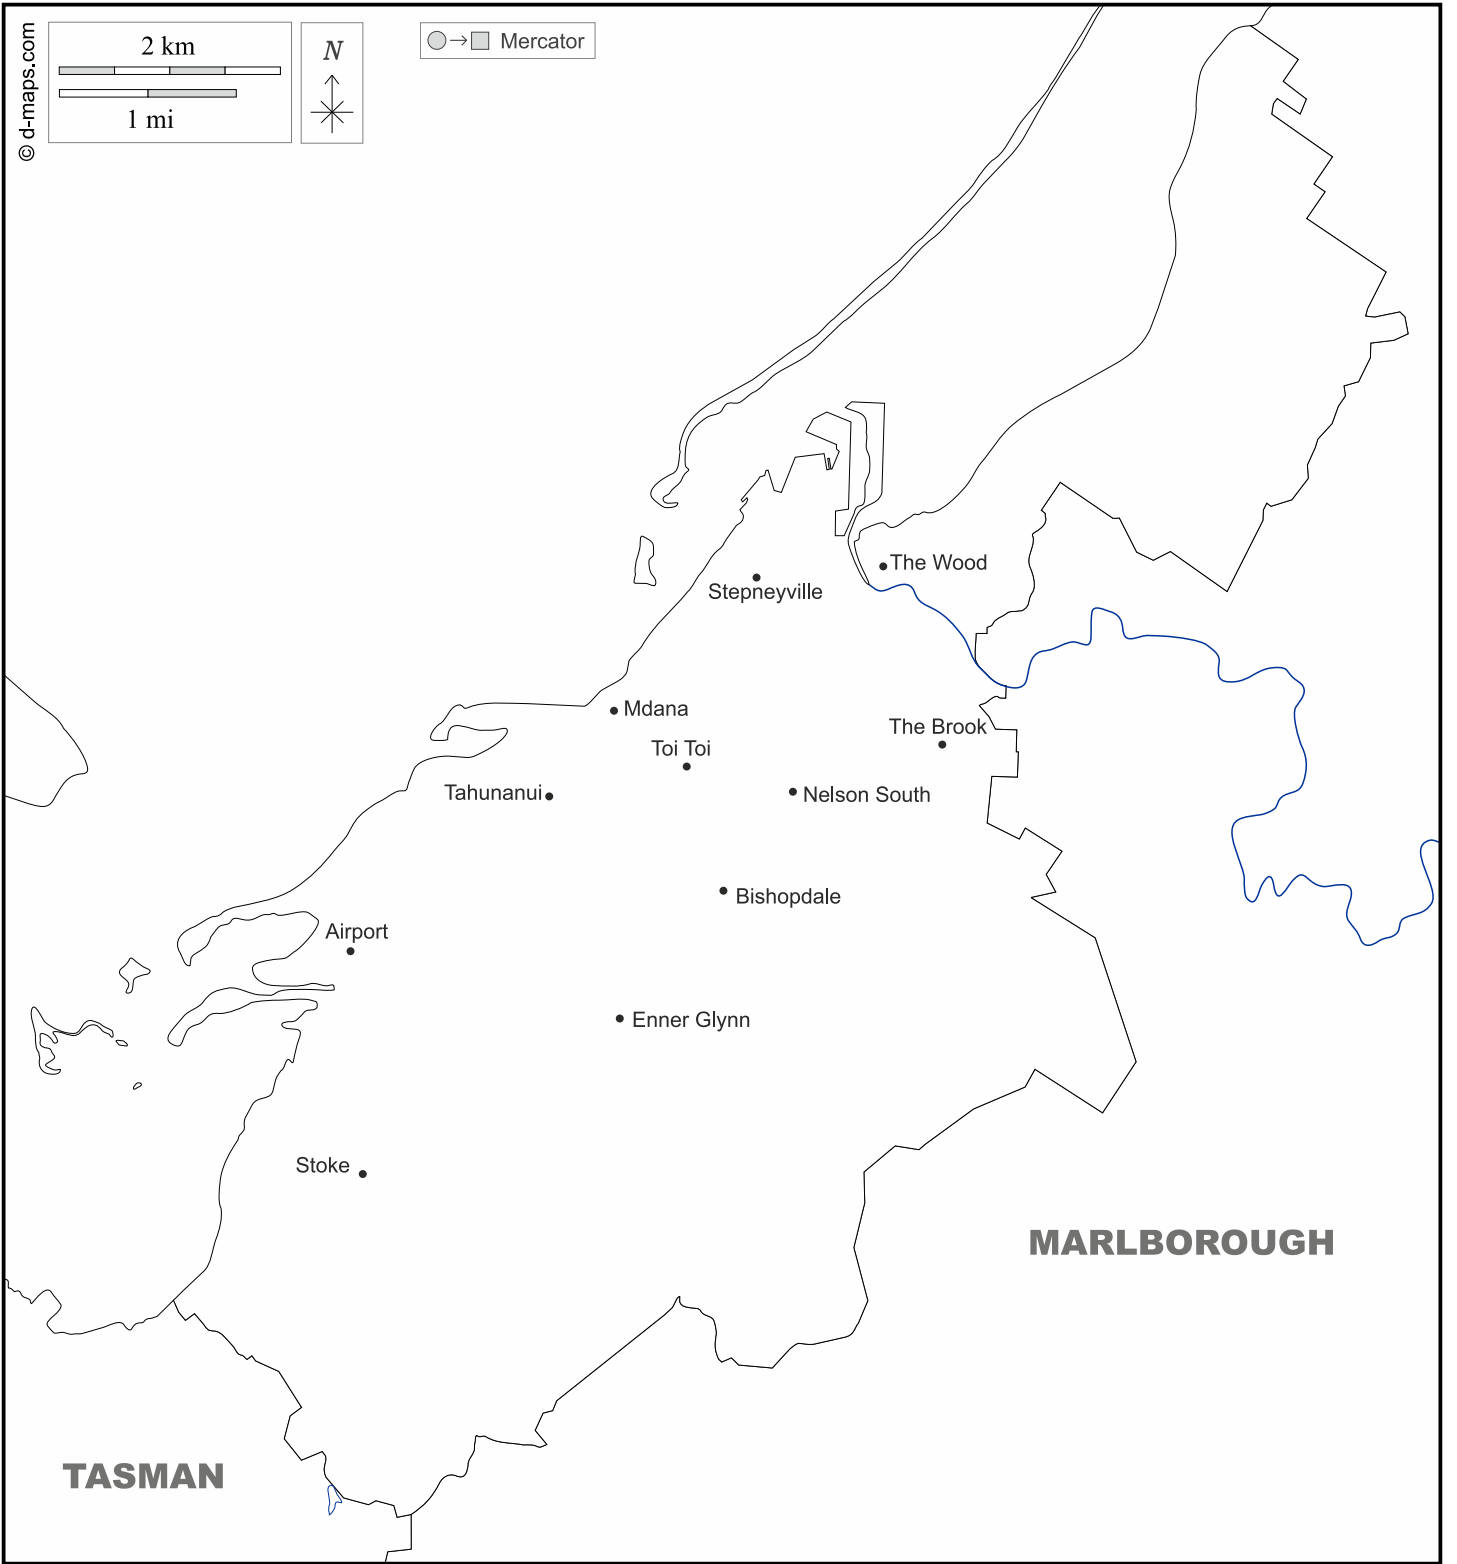 © d-maps.com
2 km
1 mi
N
Mercator
The Wood
Stepneyville
Mdana
The Brook
Toi Toi
Tahunanui
Nelson South
Bishopdale
Airport
Enner Glynn
Stoke
MARLBOROUGH
TASMAN